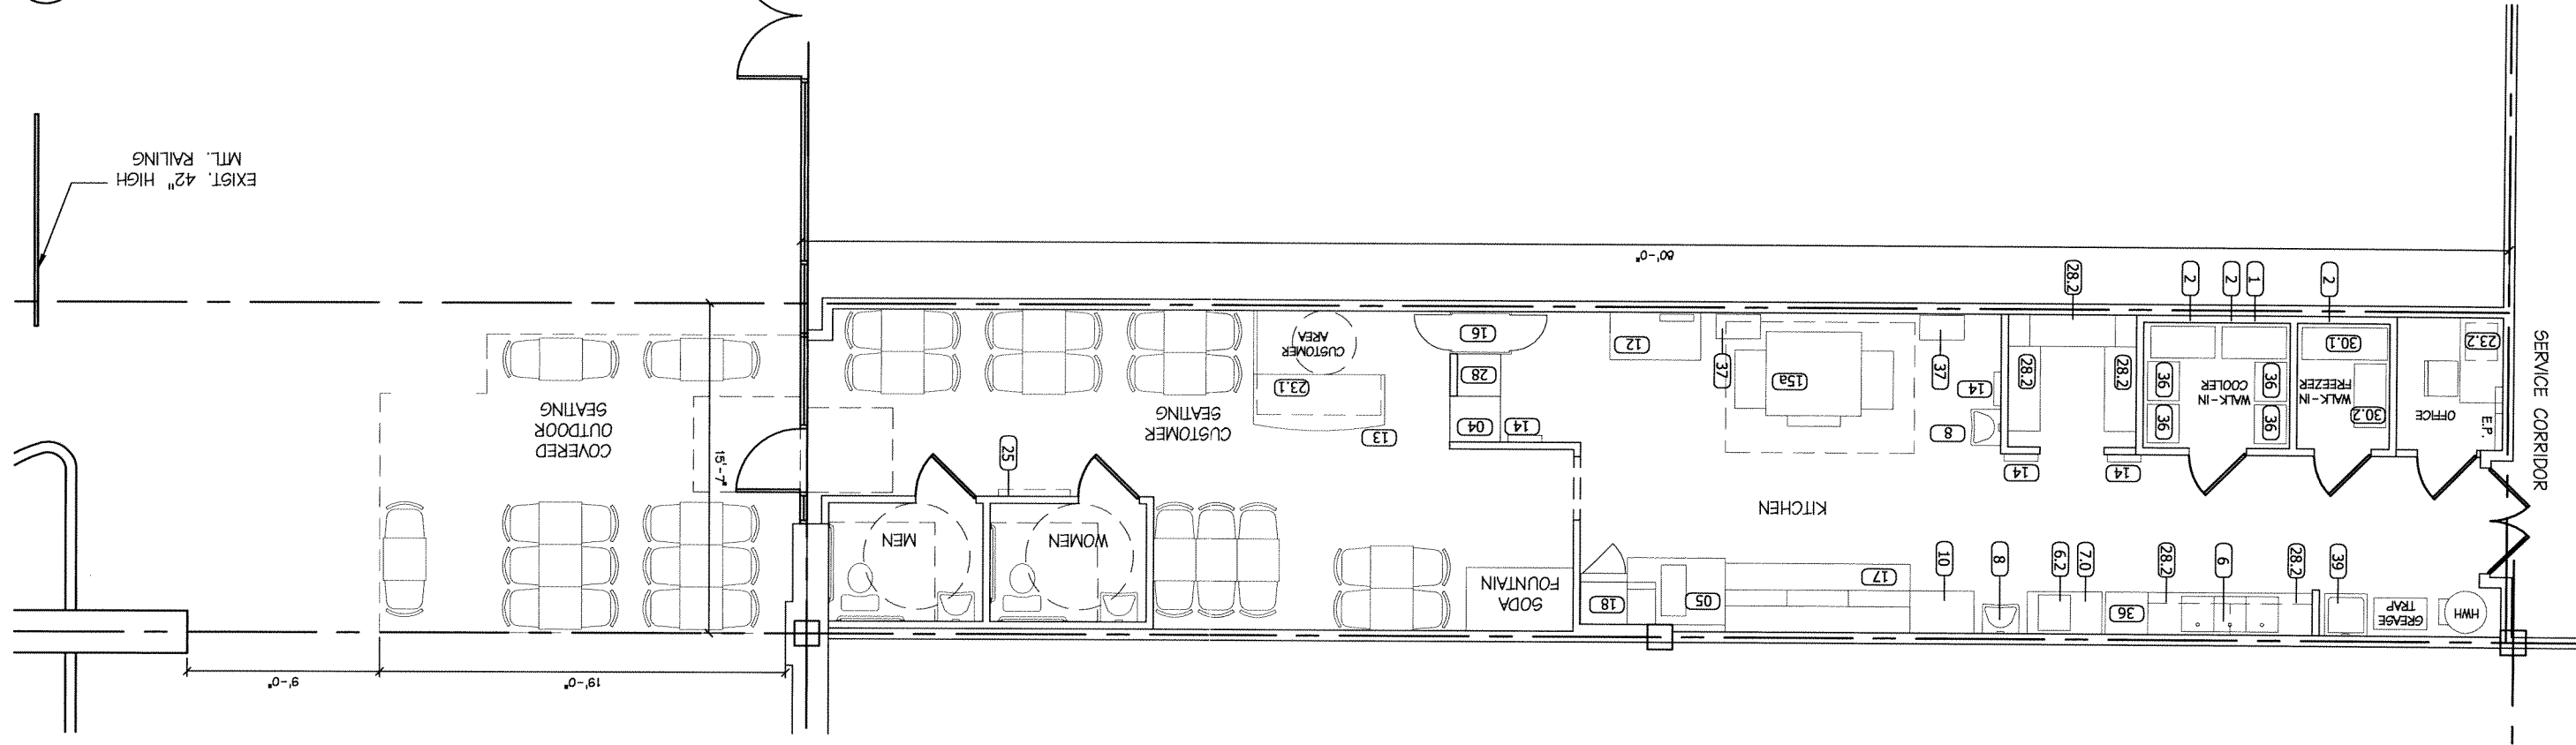 HWH
GREASE
TRAP
39
28.2
6
28.2
36
7.0
6.2
8
10
17
05
18
SODA
FOUNTAIN
WOMEN
MEN
19'-0"
9'-0"
SERVICE CORRIDOR
KITCHEN
E.P.
OFFICE
23.2
WALK-IN
FREEZER
30.2
30.1
WALK-IN
COOLER
36
36
36
36
14
14
28.2
28.2
8
14
37
15a
37
12
14
04
28
16
13
23.1
CUSTOMER
AREA
CUSTOMER
SEATING
25
15'-7"
COVERED
OUTDOOR
SEATING
2
1
2
2
28.2
80'-0"
EXIST. 42" HIGH
MTL. RAILING